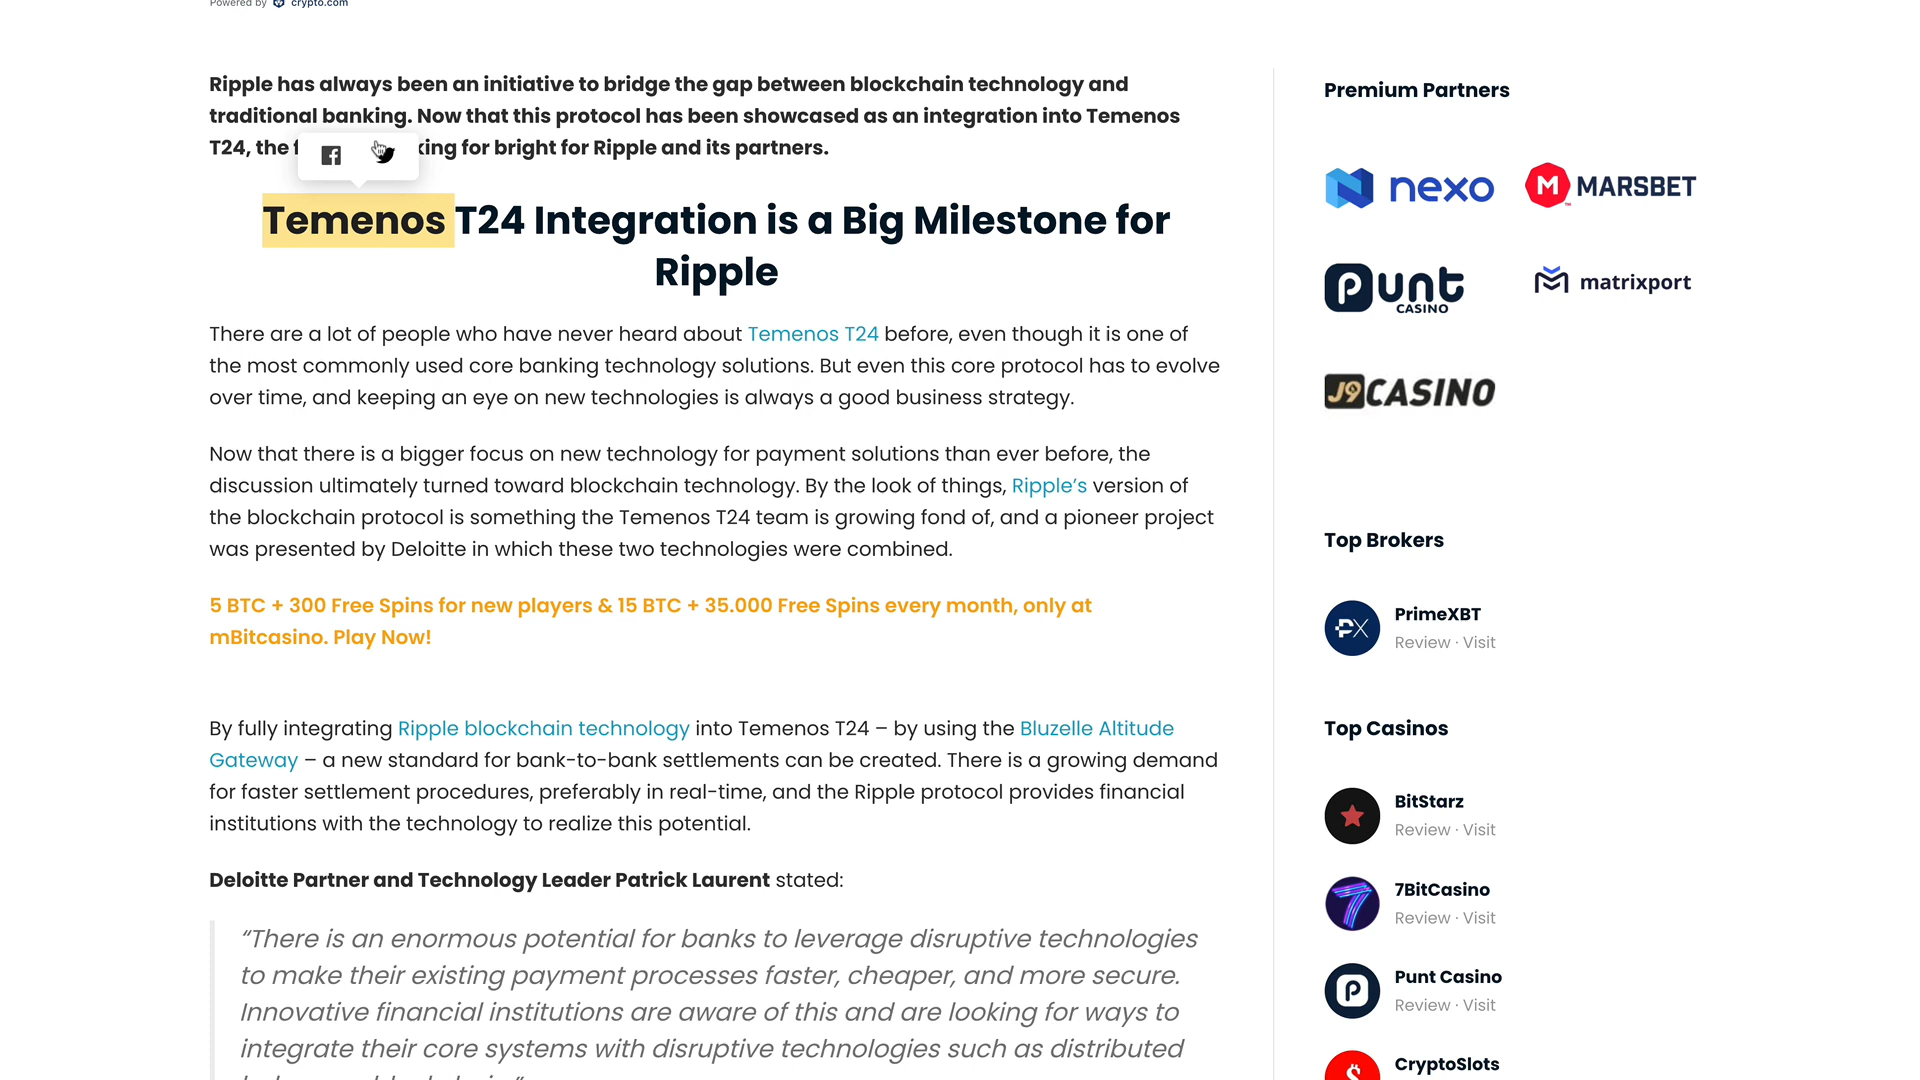 Powered by crypto.com
Ripple has always been an initiative to bridge the gap between blockchain technology and
traditional banking. Now that this protocol has been showcased as an integration into Temenos
T24, the f king for bright for Ripple and its partners.
Temenos T24 Integration is a Big Milestone for
Ripple
There are a lot of people who have never heard about Temenos T24 before, even though it is one of
the most commonly used core banking technology solutions. But even this core protocol has to evolve
over time, and keeping an eye on new technologies is always a good business strategy.
Now that there is a bigger focus on new technology for payment solutions than ever before, the
discussion ultimately turned toward blockchain technology. By the look of things, Ripple’s version of
the blockchain protocol is something the Temenos T24 team is growing fond of, and a pioneer project
was presented by Deloitte in which these two technologies were combined.
5 BTC + 300 Free Spins for new players & 15 BTC + 35.000 Free Spins every month, only at
mBitcasino. Play Now!
By fully integrating Ripple blockchain technology into Temenos T24 – by using the Bluzelle Altitude
Gateway – a new standard for bank-to-bank settlements can be created. There is a growing demand
for faster settlement procedures, preferably in real-time, and the Ripple protocol provides financial
institutions with the technology to realize this potential.
Deloitte Partner and Technology Leader Patrick Laurent stated:
“There is an enormous potential for banks to leverage disruptive technologies
to make their existing payment processes faster, cheaper, and more secure.
Innovative financial institutions are aware of this and are looking for ways to
integrate their core systems with disruptive technologies such as distributed
Premium Partners
nexo
M MARSBET
Punt
CASINO
matrixport
J9 CASINO
Top Brokers
PX
PrimeXBT
Review · Visit
Top Casinos
BitStarz
Review · Visit
7
7BitCasino
Review · Visit
P
Punt Casino
Review · Visit
$
CryptoSlots